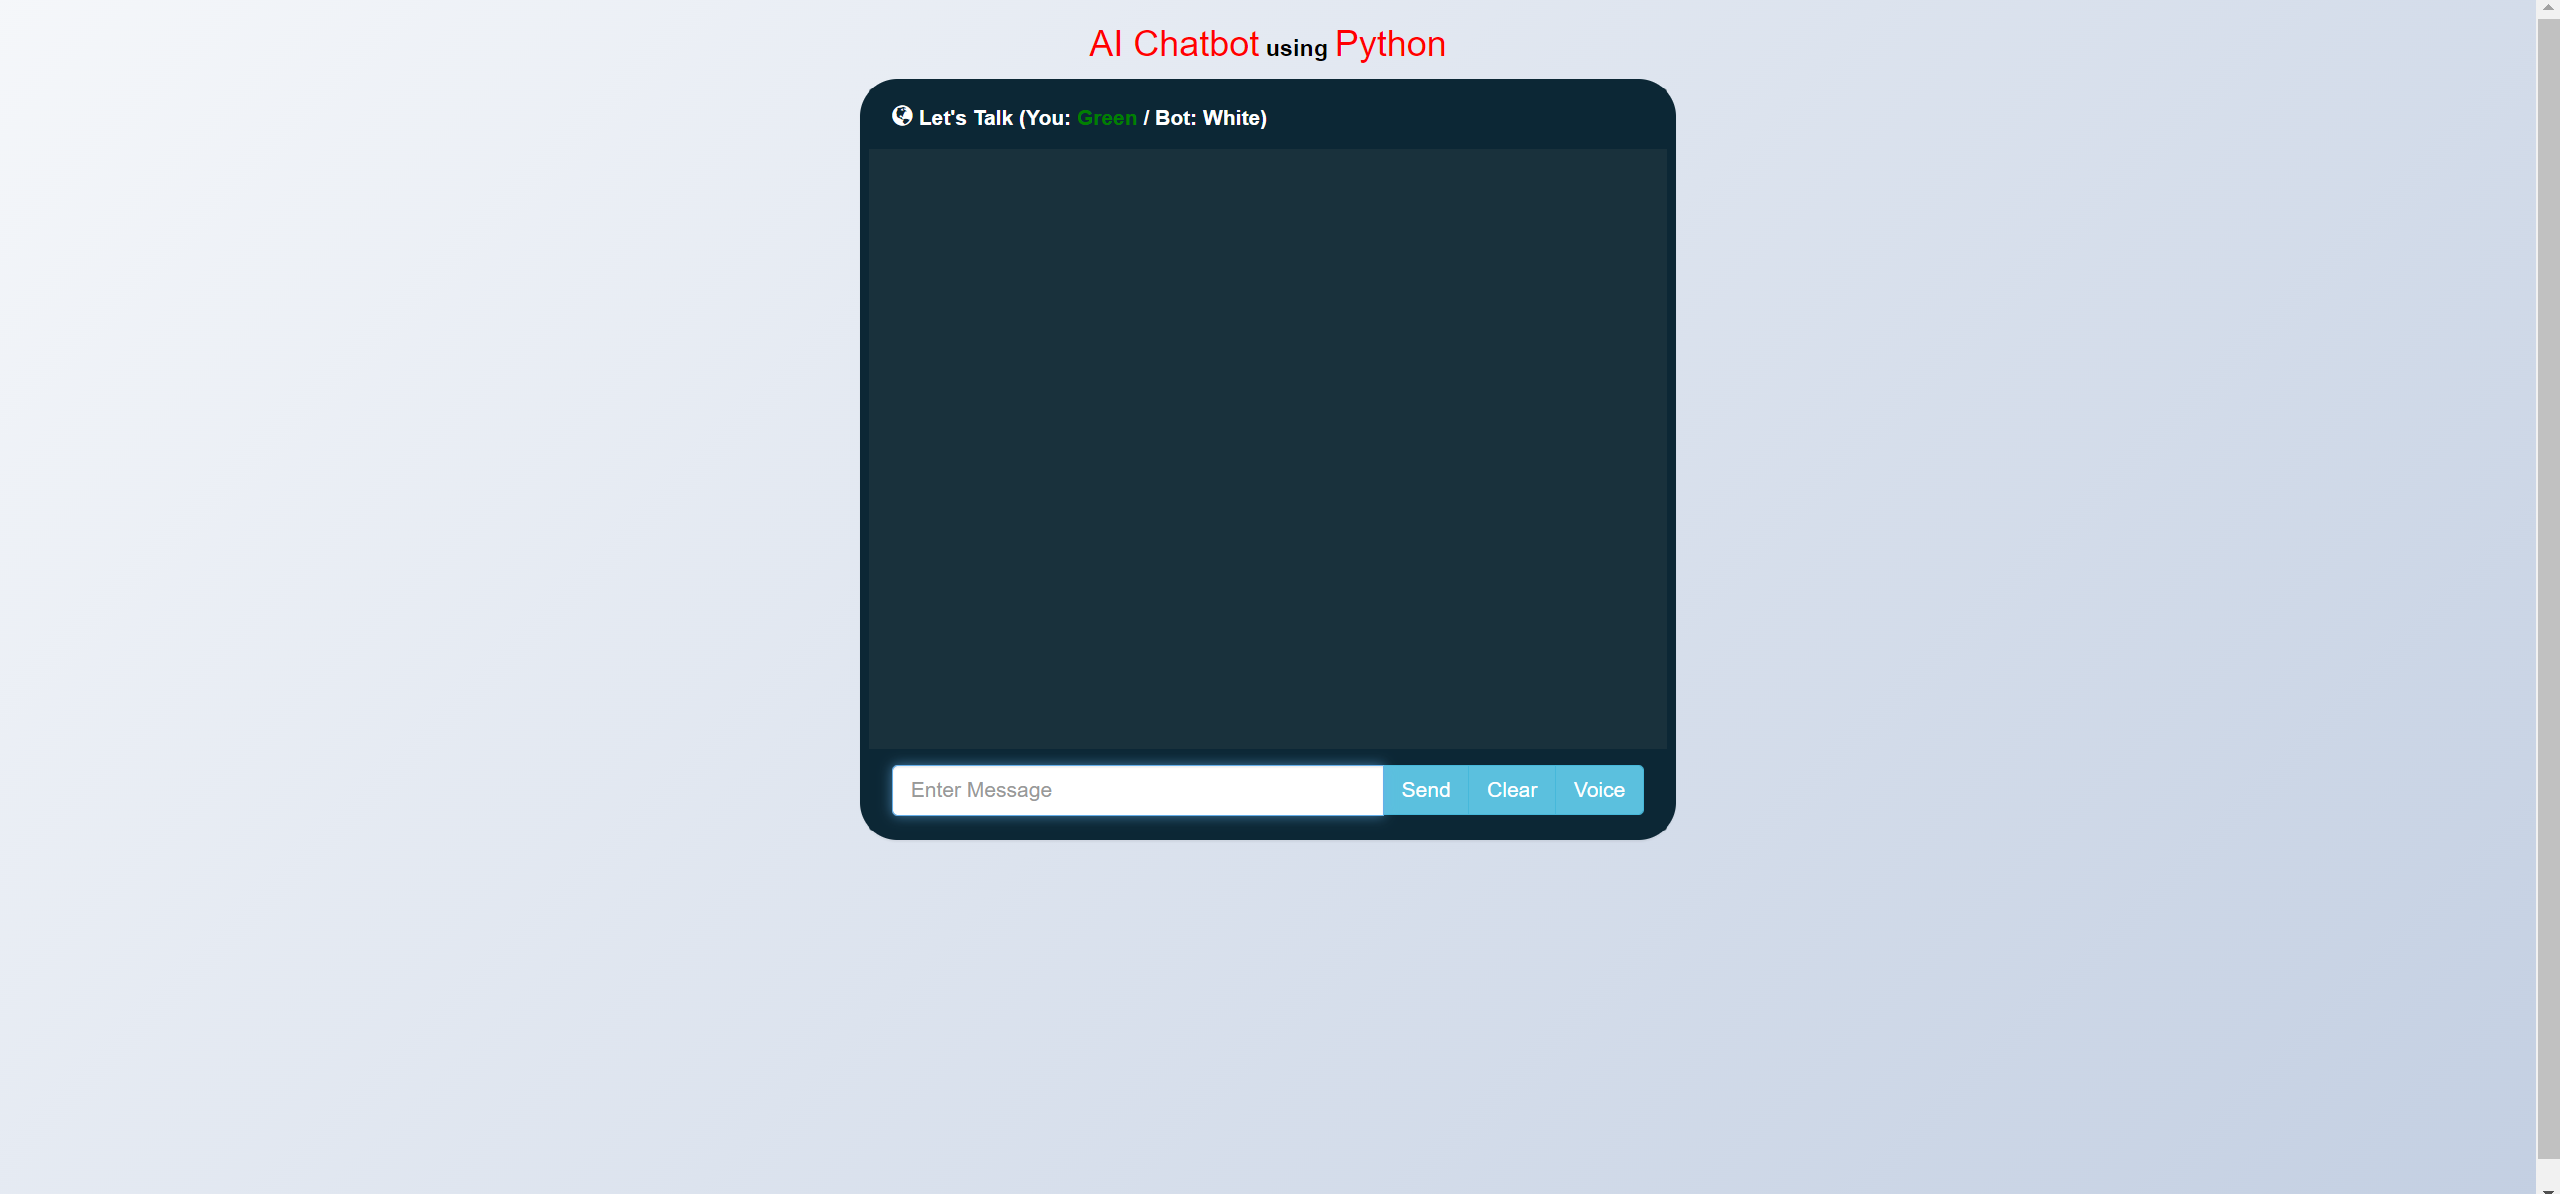 AI Chatbot using Python
Let's Talk (You: Green / Bot: White)
Enter Message
Send
Clear
Voice